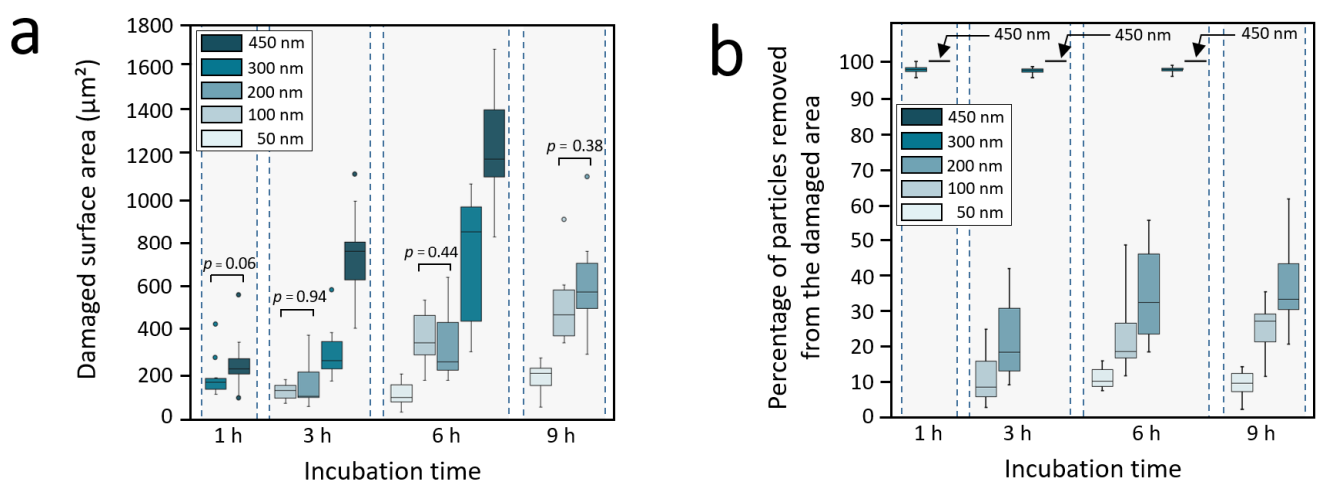 a
Damaged surface area (µm²)
1800
1600
1400
1200
1000
800
600
400
200
0
450 nm
300 nm
200 nm
100 nm
50 nm
p = 0.06
p = 0.94
p = 0.44
p = 0.38
1 h
3 h
6 h
9 h
Incubation time
b
Percentage of particles removed
from the damaged area
100
90
80
70
60
50
40
30
20
10
0
450 nm
450 nm
450 nm
450 nm
300 nm
200 nm
100 nm
50 nm
1 h
3 h
6 h
9 h
Incubation time